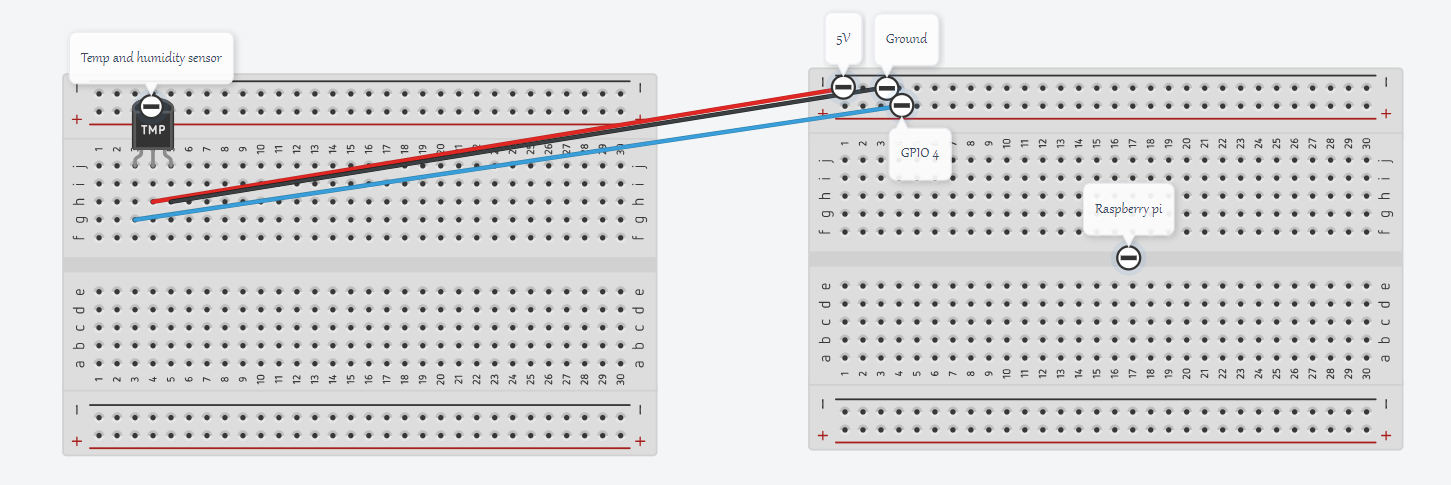 5V
Ground
Temp and humidity sensor
TMP
GPIO 4
Raspberry pi
1 2 3 4 5 6 7 8 9 10 11 12 13 14 15 16 17 18 19 20 21 22 23 24 25 26 27 28 29 30
j
i
h
g
f
e
d
c
b
a
1 2 3 4 5 6 7 8 9 10 11 12 13 14 15 16 17 18 19 20 21 22 23 24 25 26 27 28 29 30